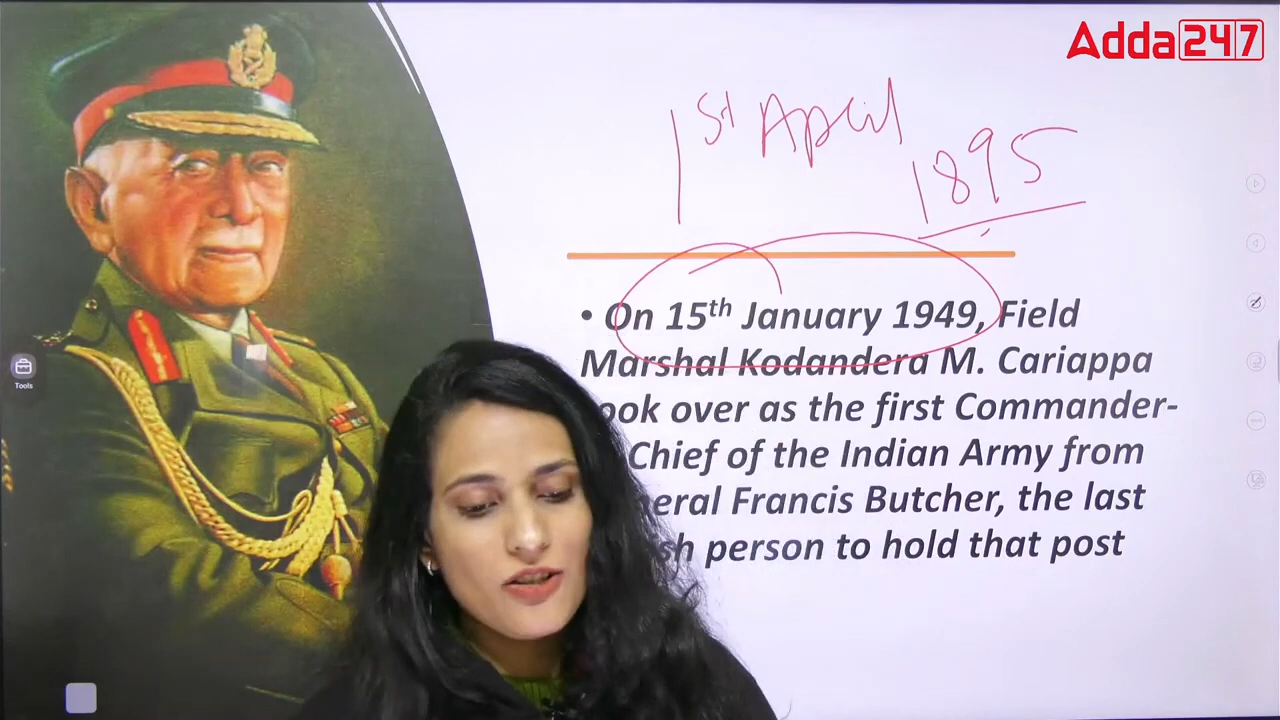 Adda247
1st April
1895
• On 15th January 1949, Field
Marshal Kodandera M. Cariappa
ook over as the first Commander-
Chief of the Indian Army from
eral Francis Butcher, the last
sh person to hold that post
Tools